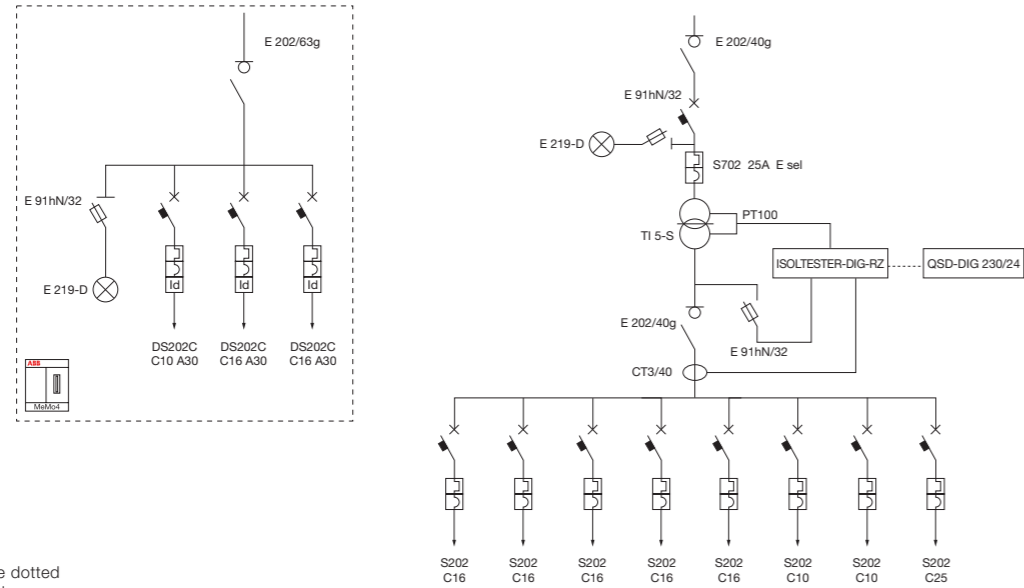 E 202/63g
E 91hN/32
E 219-D
Id
Id
Id
DS202C
C10 A30
DS202C
C16 A30
DS202C
C16 A30
ABB
MeMo4
E 202/40g
E 91hN/32
E 219-D
S702 25A E sel
PT100
TI 5-S
ISOLTESTER-DIG-RZ
QSD-DIG 230/24
E 202/40g
E 91hN/32
CT3/40
S202
C16
S202
C16
S202
C16
S202
C16
S202
C16
S202
C10
S202
C10
S202
C25
e dotted